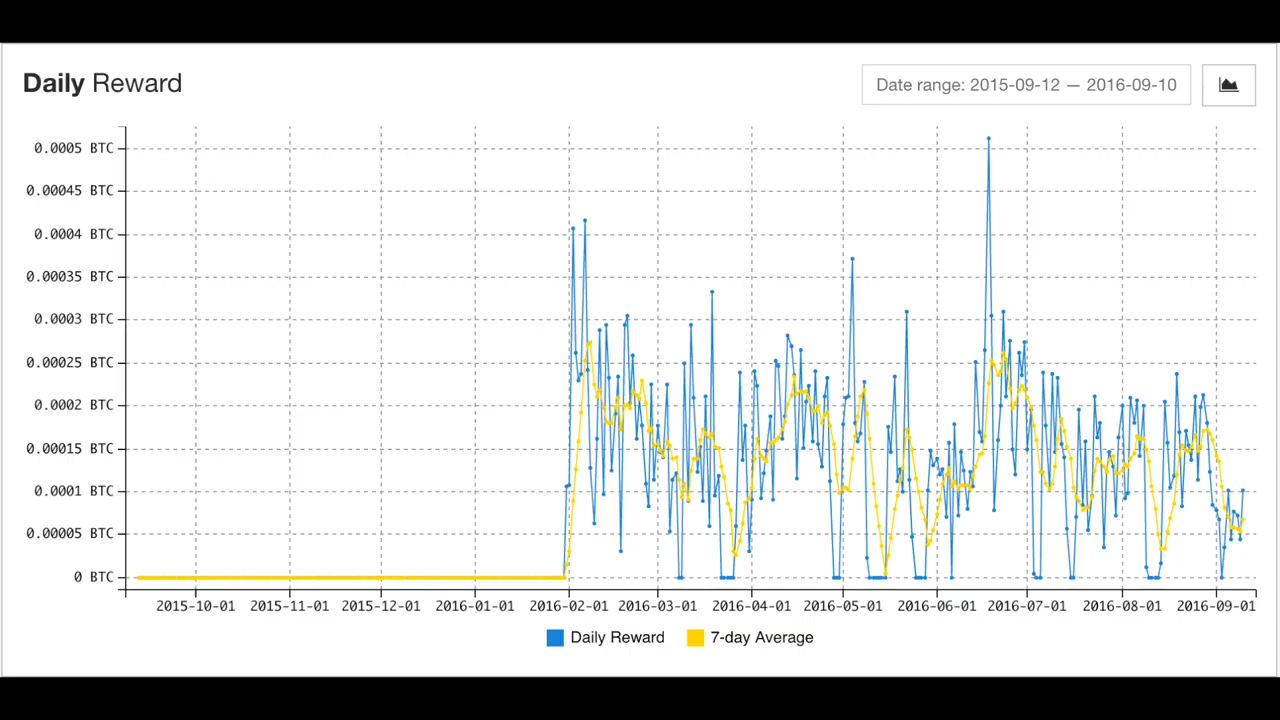 Daily Reward
Date range: 2015-09-12 — 2016-09-10
0.0005 BTC
0.00045 BTC
0.0004 BTC
0.00035 BTC
0.0003 BTC
0.00025 BTC
0.0002 BTC
0.00015 BTC
0.0001 BTC
0.00005 BTC
0 BTC
2015-10-01 2015-11-01 2015-12-01 2016-01-01 2016-02-01 2016-03-01 2016-04-01 2016-05-01 2016-06-01 2016-07-01 2016-08-01 2016-09-01
Daily Reward 7-day Average